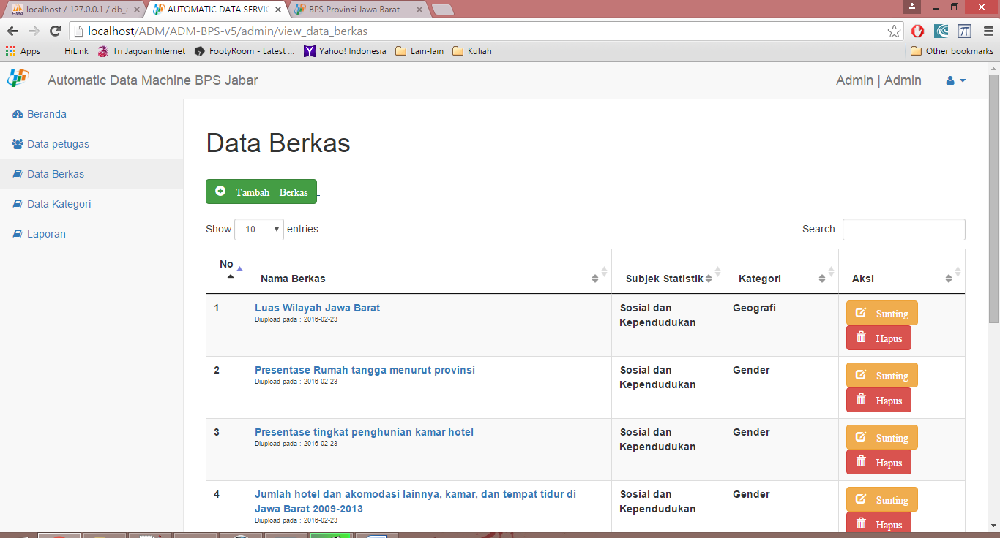 localhost / 127.0.0.1 / db_
AUTOMATIC DATA SERVIC
BPS Provinsi Jawa Barat
localhost/ADM/ADM-BPS-v5/admin/view_data_berkas
Apps HiLink Tri Jagoan Internet FootyRoom - Latest ... Yahoo! Indonesia Lain-lain Kuliah Other bookmarks
Automatic Data Machine BPS Jabar
Admin | Admin
Beranda
Data petugas
Data Berkas
Data Kategori
Laporan
Data Berkas
Tambah Berkas
Show 10 entries
Search:
No Nama Berkas Subjek Statistik Kategori Aksi
1 Luas Wilayah Jawa Barat
Diupload pada : 2016-02-23
Sosial dan
Kependudukan
Geografi
Sunting
Hapus
2 Presentase Rumah tangga menurut provinsi
Diupload pada : 2016-02-23
Sosial dan
Kependudukan
Gender
Sunting
Hapus
3 Presentase tingkat penghunian kamar hotel
Diupload pada : 2016-02-23
Sosial dan
Kependudukan
Gender
Sunting
Hapus
4 Jumlah hotel dan akomodasi lainnya, kamar, dan tempat tidur di
Jawa Barat 2009-2013
Diupload pada : 2016-02-23
Sosial dan
Kependudukan
Gender
Sunting
Hapus